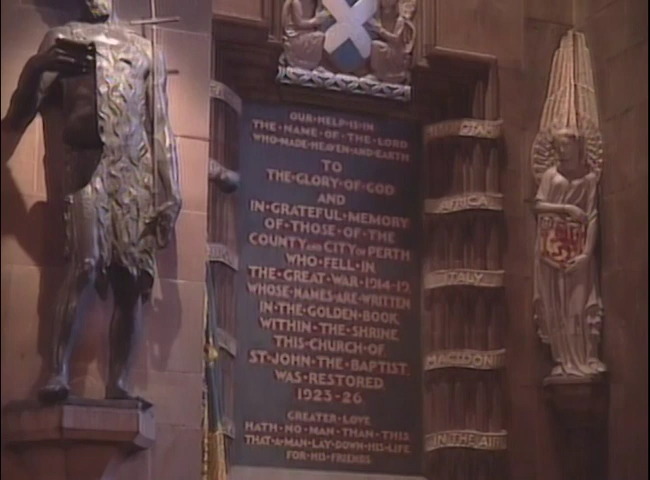 OUR·HELP·IS·IN
THE·NAME·OF·THE·LORD
WHO·MADE·HEAVEN·AND·EARTH
TO
THE·GLORY·OF·GOD
AND
IN·GRATEFUL·MEMORY
OF·THOSE·OF·THE
COUNTY AND CITY OF PERTH
WHO·FELL·IN
THE·GREAT·WAR·1914-19
WHOSE·NAMES·ARE·WRITTEN
IN·THE·GOLDEN·BOOK
WITHIN·THE·SHRINE
THIS·CHURCH·OF
ST·JOHN·THE·BAPTIST
WAS·RESTORED
1923-26
GREATER·LOVE
HATH·NO·MAN·THAN·THIS
THAT·A·MAN·LAY·DOWN·HIS·LIFE
FOR·HIS·FRIENDS
AFRICA
ITALY
IN·THE·AIR